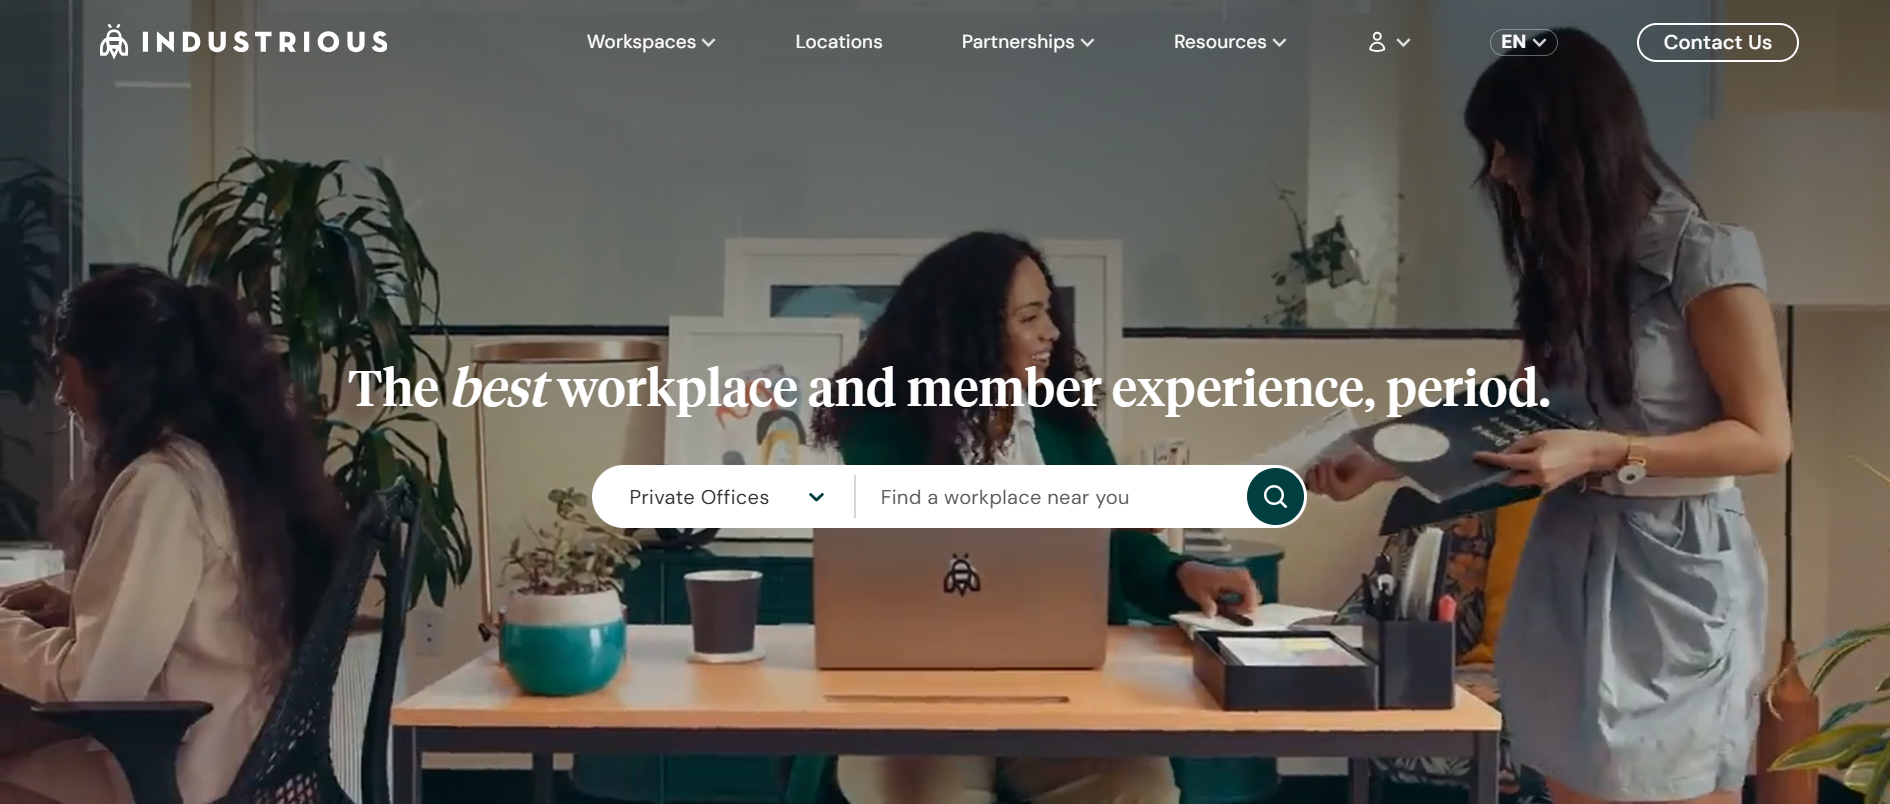 INDUSTRIOUS
Workspaces
Locations
Partnerships
Resources
EN
Contact Us
The best workplace and member experience, period.
Private Offices
Find a workplace near you